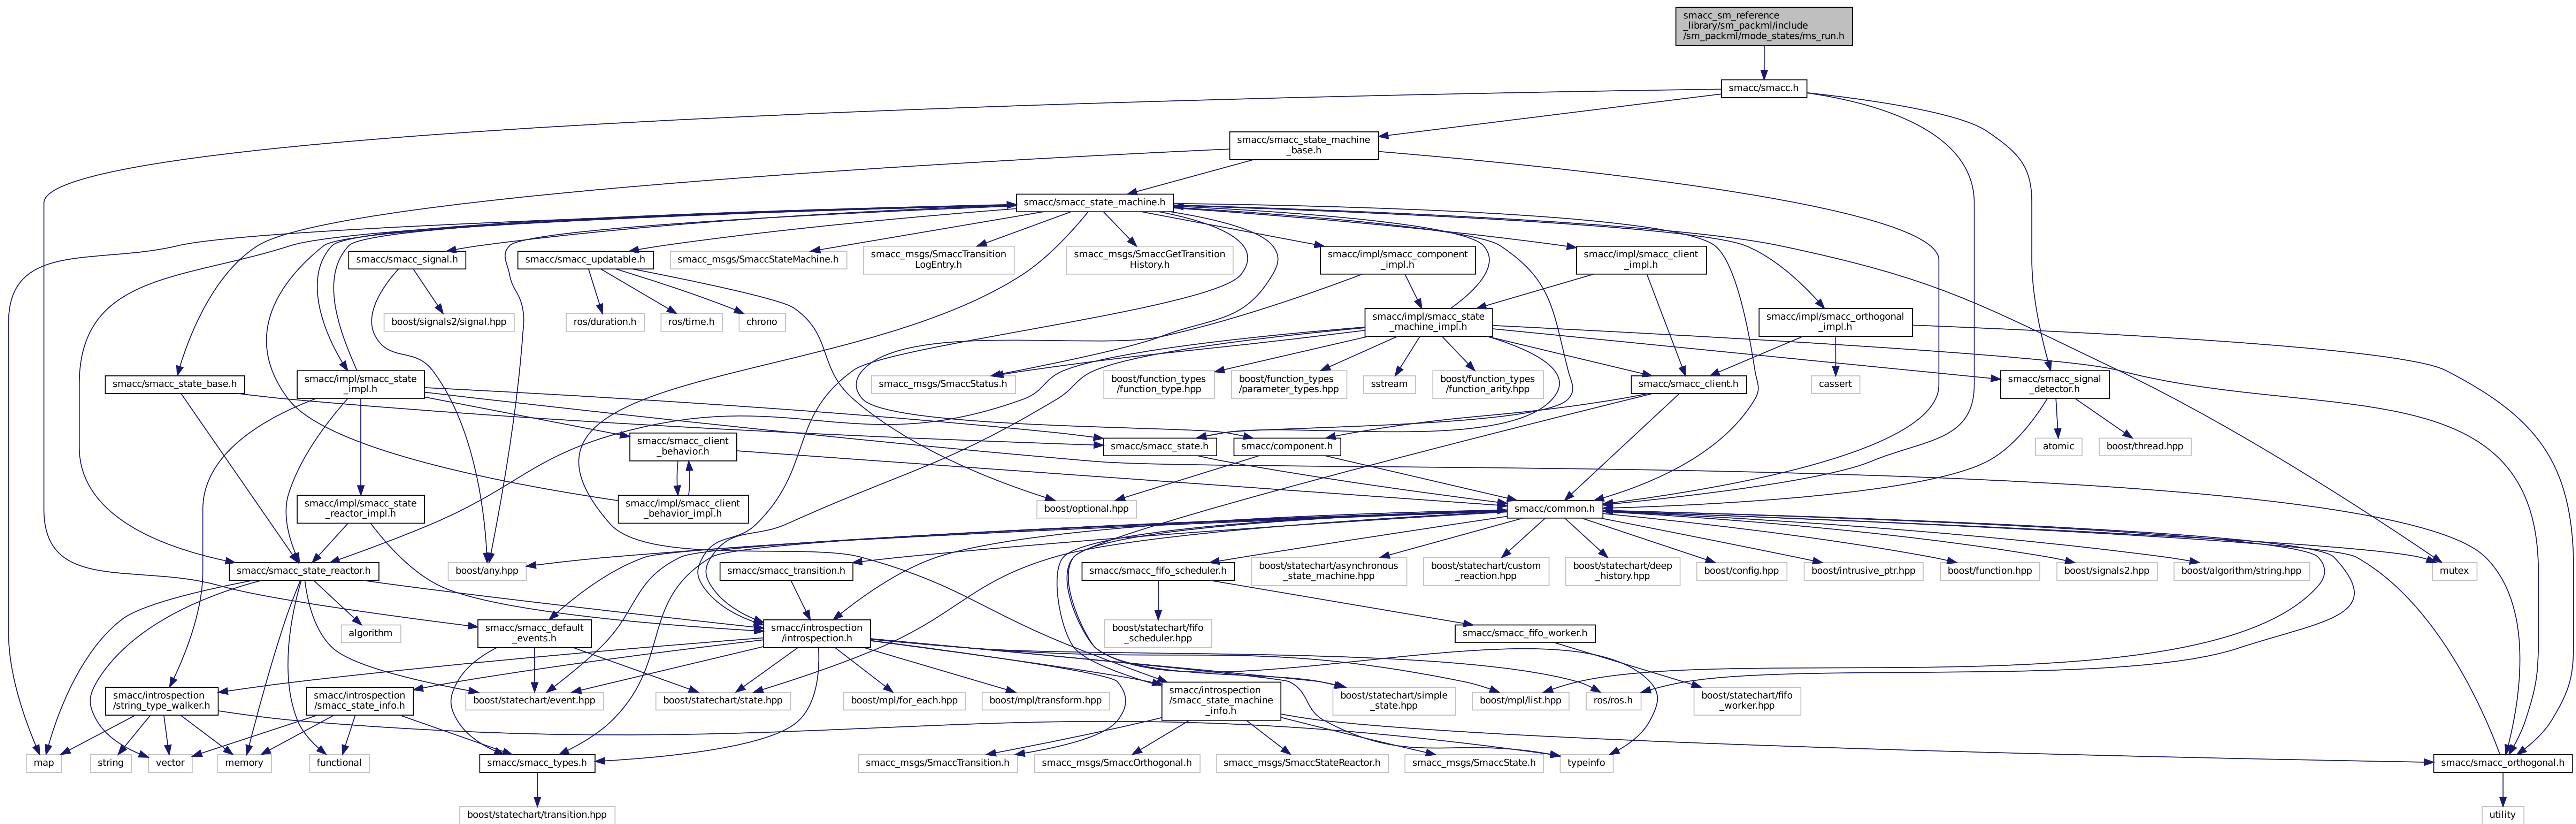 smacc_sm_reference
_library/sm_packml/include
/sm_packml/mode_states/ms_run.h
smacc/smacc.h
smacc/smacc_state_machine
_base.h
smacc/smacc_state_machine.h
smacc/smacc_signal.h
smacc/smacc_updatable.h
smacc_msgs/SmaccStateMachine.h
smacc_msgs/SmaccTransition
LogEntry.h
smacc_msgs/SmaccGetTransition
History.h
smacc/impl/smacc_component
_impl.h
smacc/impl/smacc_client
_impl.h
boost/signals2/signal.hpp
ros/duration.h
ros/time.h
chrono
smacc/impl/smacc_state
_machine_impl.h
smacc/impl/smacc_orthogonal
_impl.h
smacc/smacc_state_base.h
smacc/impl/smacc_state
_impl.h
smacc_msgs/SmaccStatus.h
boost/function_types
/function_type.hpp
boost/function_types
/parameter_types.hpp
sstream
boost/function_types
/function_arity.hpp
smacc/smacc_client.h
cassert
smacc/smacc_signal
_detector.h
smacc/smacc_client
_behavior.h
smacc/smacc_state.h
smacc/component.h
atomic
boost/thread.hpp
smacc/impl/smacc_state
_reactor_impl.h
smacc/impl/smacc_client
_behavior_impl.h
boost/optional.hpp
smacc/common.h
smacc/smacc_state_reactor.h
boost/any.hpp
smacc/smacc_transition.h
smacc/smacc_fifo_scheduler.h
boost/statechart/asynchronous
_state_machine.hpp
boost/statechart/custom
_reaction.hpp
boost/statechart/deep
_history.hpp
boost/config.hpp
boost/intrusive_ptr.hpp
boost/function.hpp
boost/signals2.hpp
boost/algorithm/string.hpp
mutex
algorithm
smacc/smacc_default
_events.h
smacc/introspection
/introspection.h
boost/statechart/fifo
_scheduler.hpp
smacc/smacc_fifo_worker.h
smacc/introspection
/string_type_walker.h
smacc/introspection
/smacc_state_info.h
boost/statechart/event.hpp
boost/statechart/state.hpp
boost/mpl/for_each.hpp
boost/mpl/transform.hpp
smacc/introspection
/smacc_state_machine
_info.h
boost/statechart/simple
_state.hpp
boost/mpl/list.hpp
ros/ros.h
boost/statechart/fifo
_worker.hpp
map
string
vector
memory
functional
smacc/smacc_types.h
smacc_msgs/SmaccTransition.h
smacc_msgs/SmaccOrthogonal.h
smacc_msgs/SmaccStateReactor.h
smacc_msgs/SmaccState.h
typeinfo
smacc/smacc_orthogonal.h
boost/statechart/transition.hpp
utility